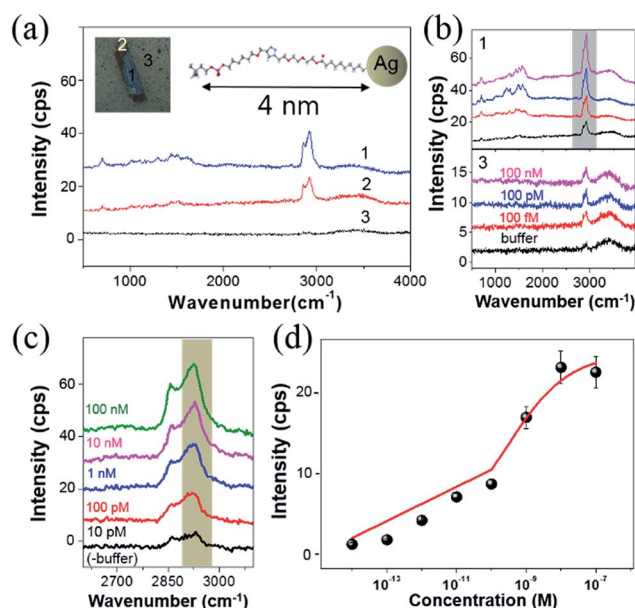 (a)
2
3
1
Ag
4 nm
60
40
20
0
1
2
3
Intensity (cps)
1000
2000
3000
4000
Wavenumber(cm-1)
(b)
1
60
40
20
3
15
10
5
0
100 nM
100 pM
100 fM
buffer
Intensity (cps)
1000
2000
3000
Wavenumber (cm-1)
(c)
60
40
20
0
100 nM
10 nM
1 nM
100 pM
10 pM
(-buffer)
Intensity (cps)
2700
2850
3000
Wavenumber (cm-1)
(d)
20
10
0
Intensity (cps)
10-13
10-11
10-9
10-7
Concentration (M)